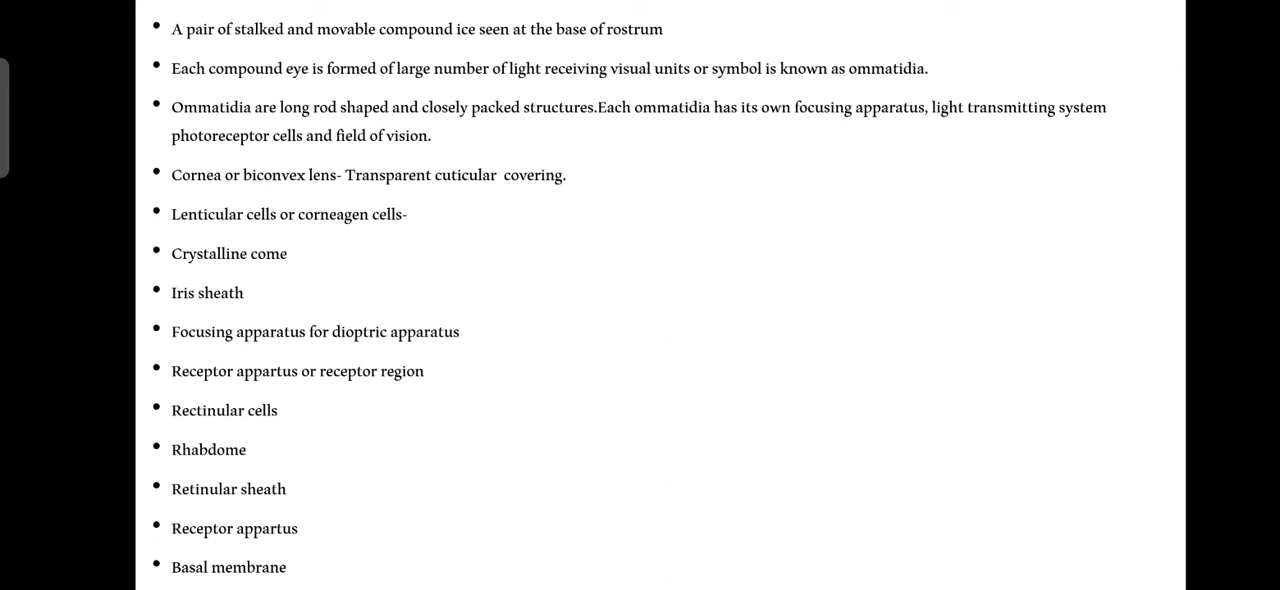 • A pair of stalked and movable compound ice seen at the base of rostrum
• Each compound eye is formed of large number of light receiving visual units or symbol is known as ommatidia.
• Ommatidia are long rod shaped and closely packed structures.Each ommatidia has its own focusing apparatus, light transmitting system
photoreceptor cells and field of vision.
• Cornea or biconvex lens- Transparent cuticular  covering.
• Lenticular cells or corneagen cells-
• Crystalline come
• Iris sheath
• Focusing apparatus for dioptric apparatus
• Receptor appartus or receptor region
• Rectinular cells
• Rhabdome
• Retinular sheath
• Receptor appartus
• Basal membrane